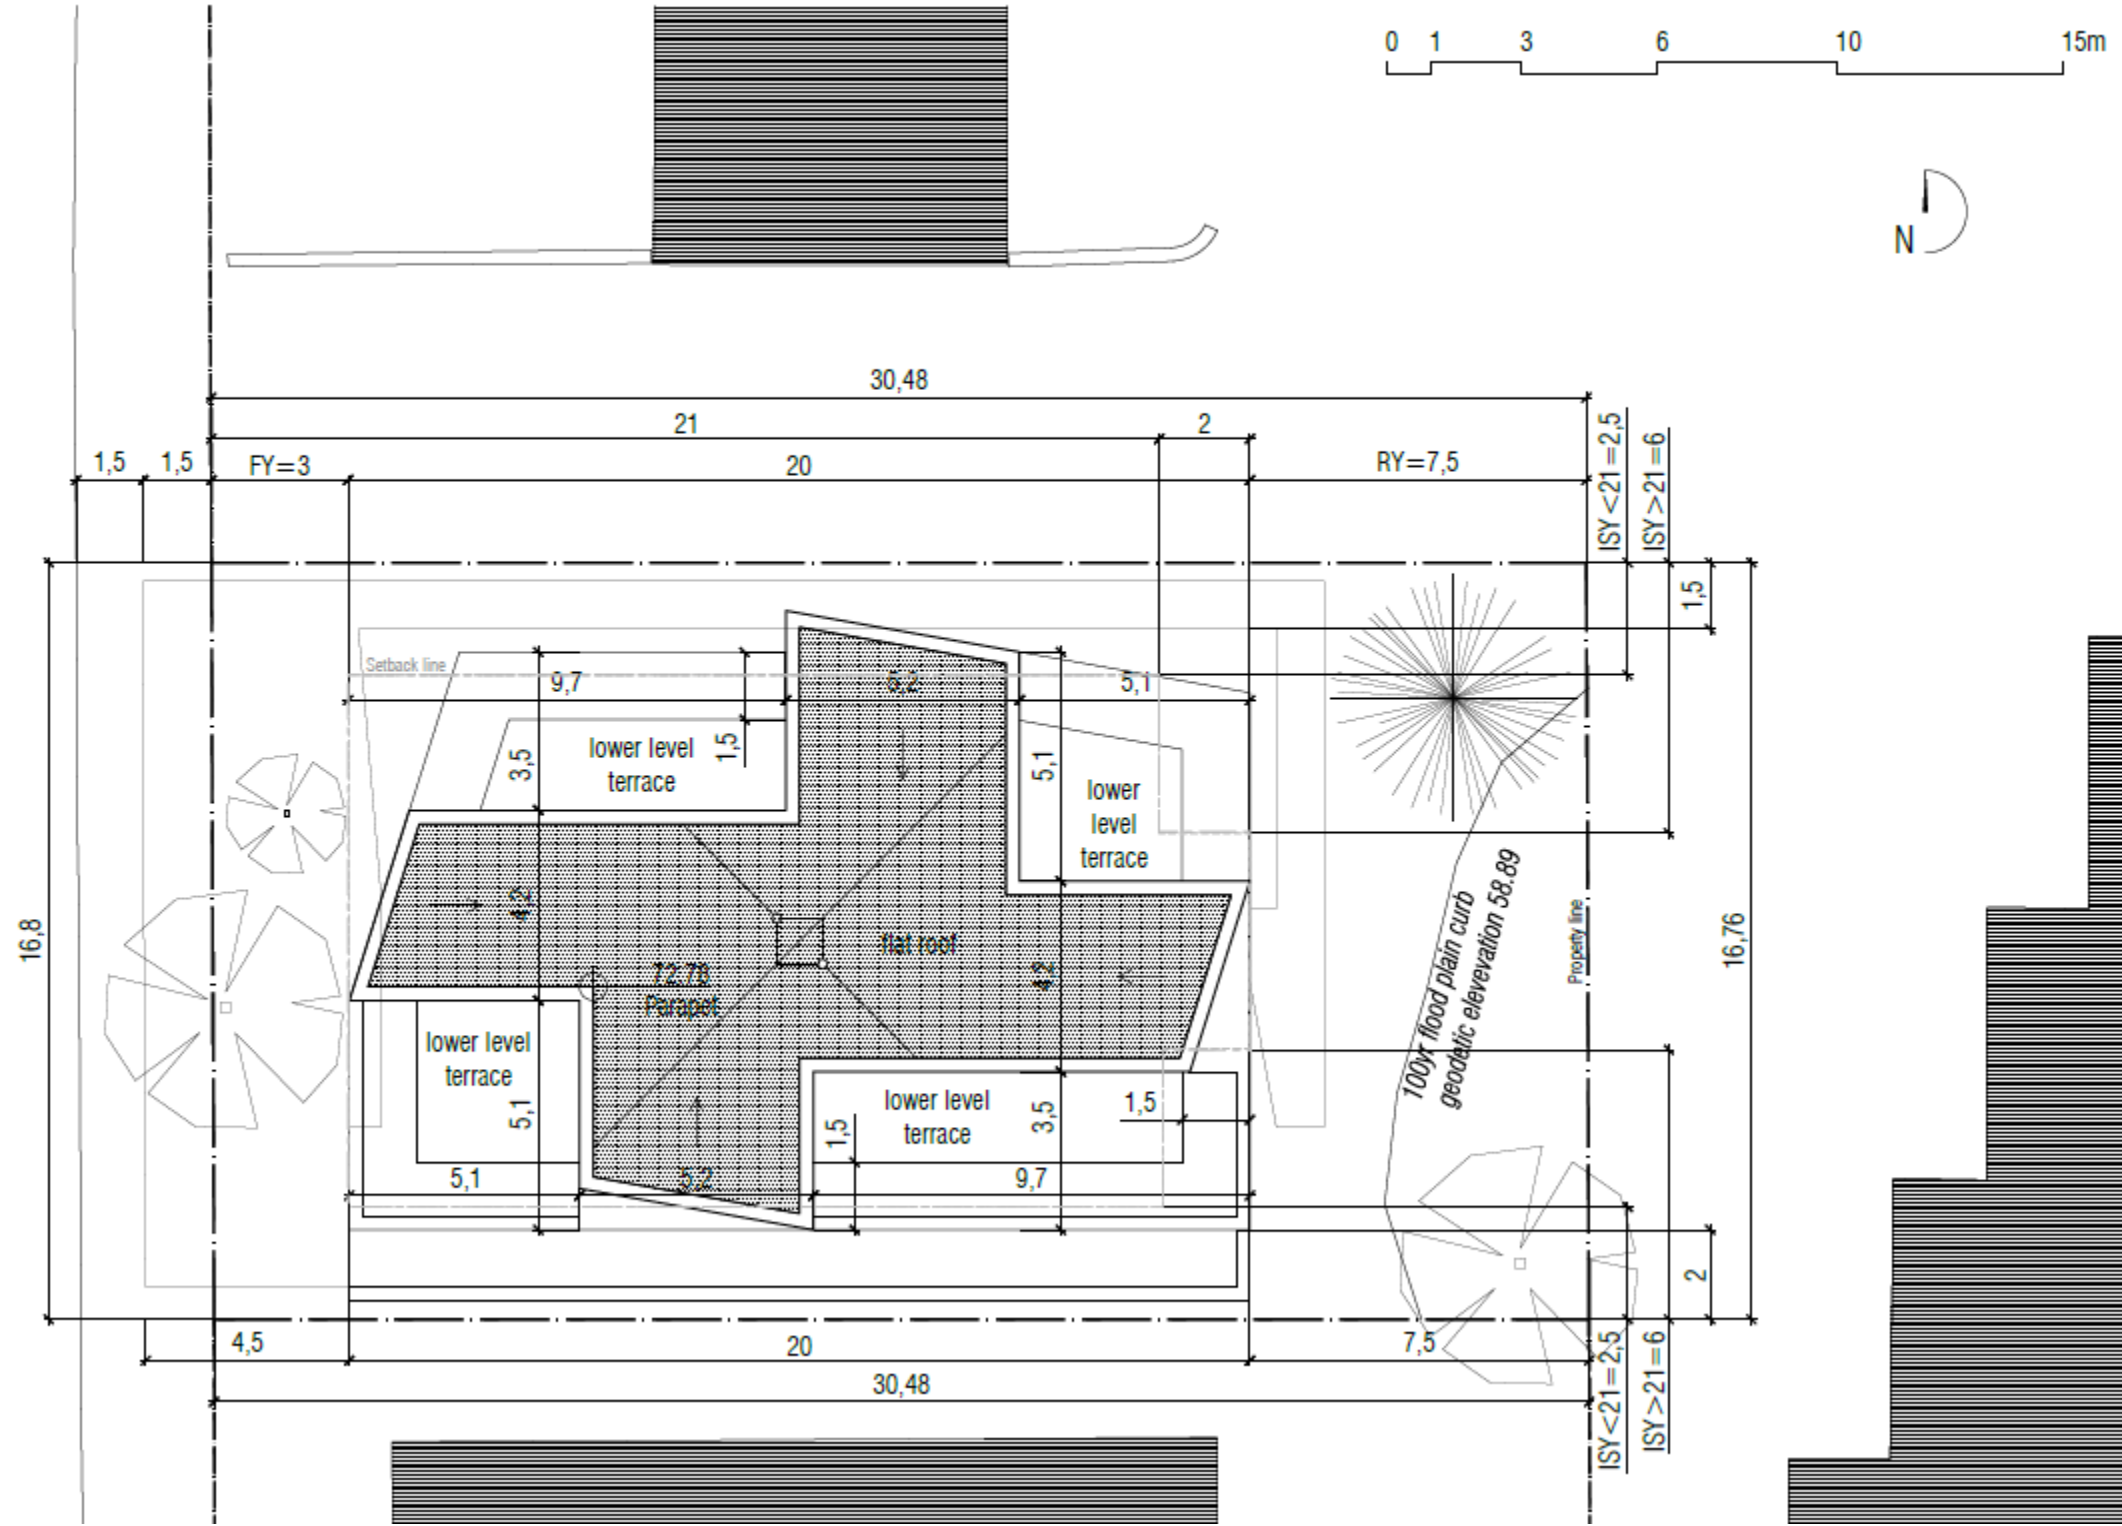 0 1 3 6 10 15m
N
30,48
21 2
1,5 1,5 FY=3 20 RY=7,5
ISY<21=2,5
ISY>21=6
1,5
Setback line
9,7 5,2 5,1
lower level
terrace
1,5
3,5
5,1
lower
level
terrace
4,2
flat roof
4,2
72.78
Parapet
16,8
16,76
Property line
100yr flood plain curb
geodetic elevation 58.89
lower level
terrace
5,1
lower level
terrace
1,5
3,5
1,5
5,1 5,2 9,7
2
4,5 20 7,5
30,48
ISY<21=2,5
ISY>21=6